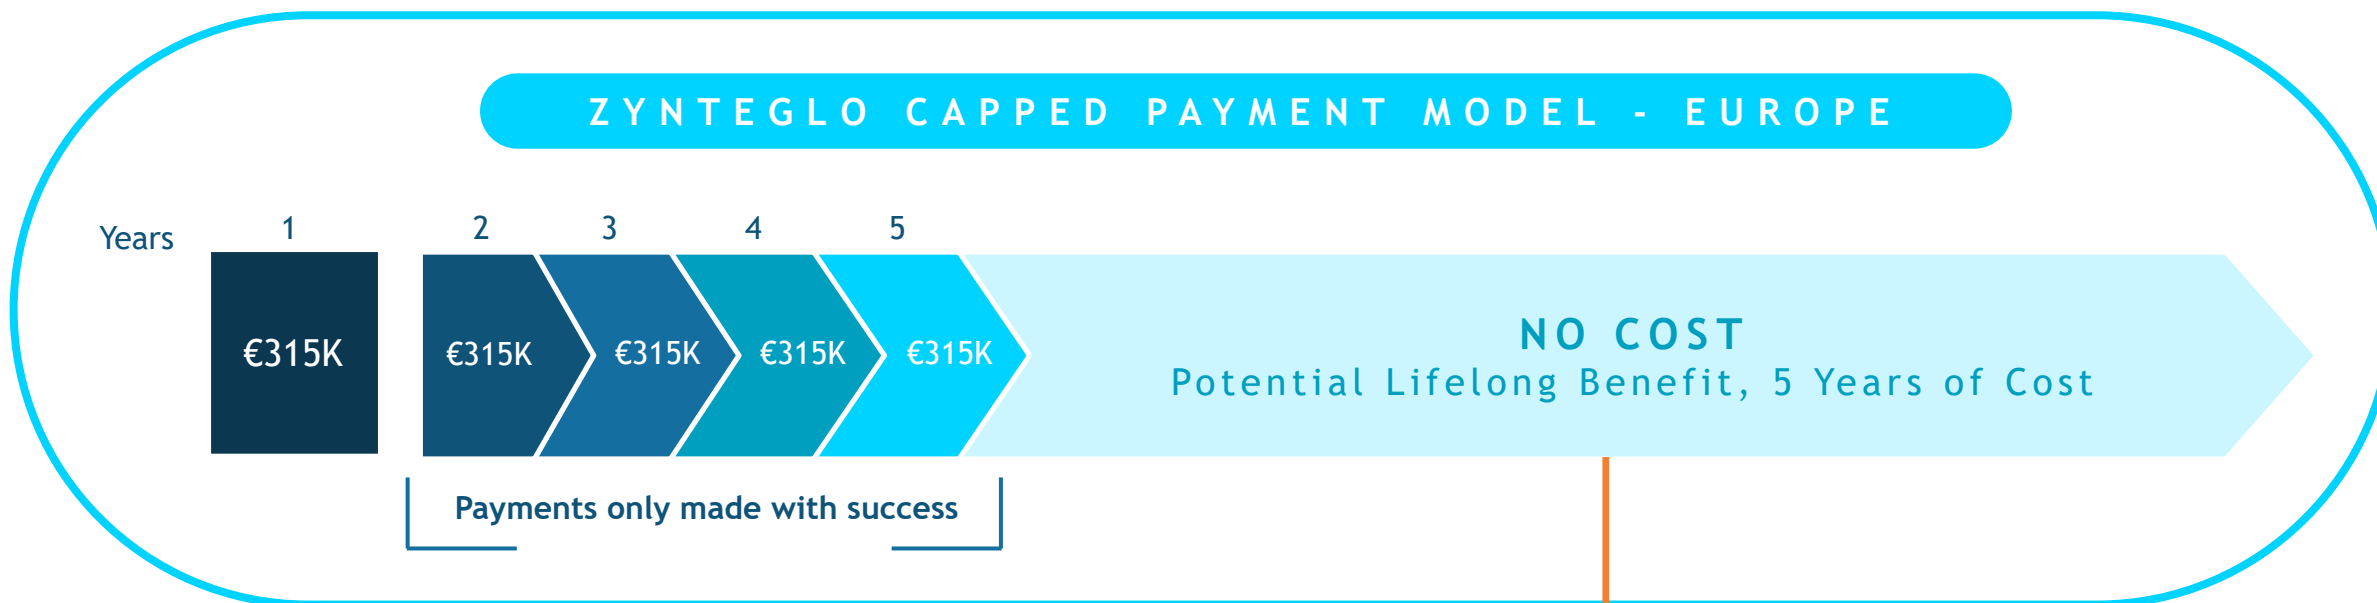 ZYNTEGLO CAPPED PAYMENT MODEL - EUROPE
Years 1 2 3 4 5
€315K €315K €315K €315K €315K
NO COST
Potential Lifelong Benefit, 5 Years of Cost
Payments only made with success